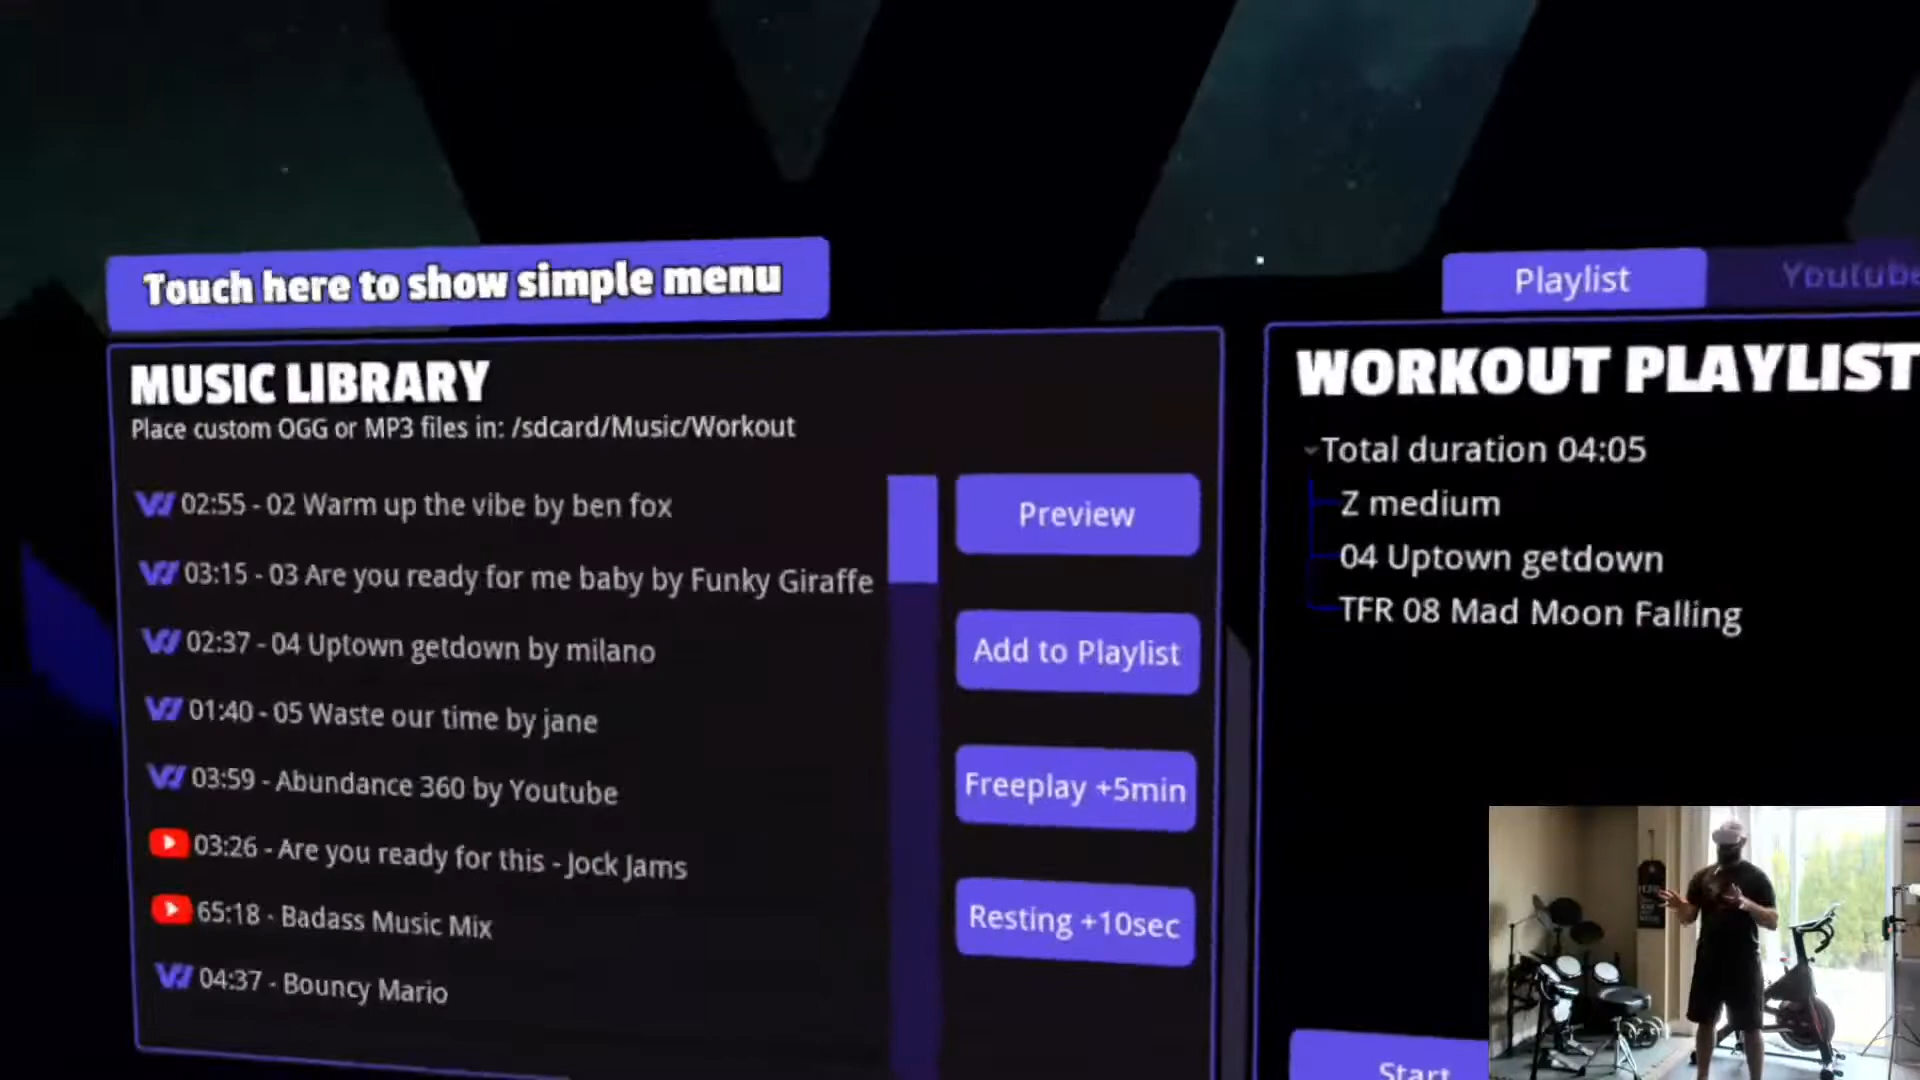 Touch here to show simple menu
MUSIC LIBRARY
Place custom OGG or MP3 files in: /sdcard/Music/Workout
02:55 - 02 Warm up the vibe by ben fox
03:15 - 03 Are you ready for me baby by Funky Giraffe
02:37 - 04 Uptown getdown by milano
01:40 - 05 Waste our time by jane
03:59 - Abundance 360 by Youtube
03:26 - Are you ready for this - Jock Jams
65:18 - Badass Music Mix
04:37 - Bouncy Mario
Preview
Add to Playlist
Freeplay +5min
Resting +10sec
Playlist
Youtube
WORKOUT PLAYLIST
Total duration 04:05
Z medium
04 Uptown getdown
TFR 08 Mad Moon Falling
Start